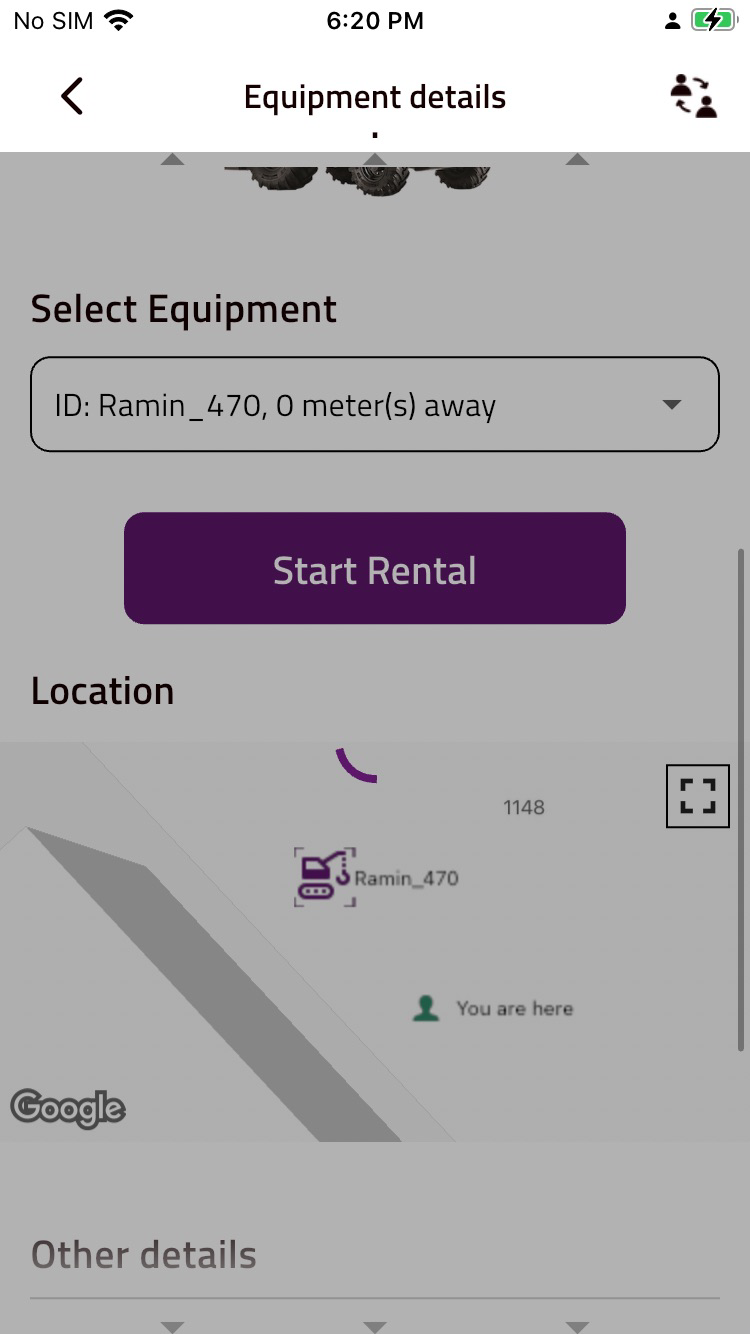 No SIM 6:20 PM
Equipment details
Select Equipment
ID: Ramin_470, 0 meter(s) away
Start Rental
Location
1148
Ramin_470
You are here
Google
Other details